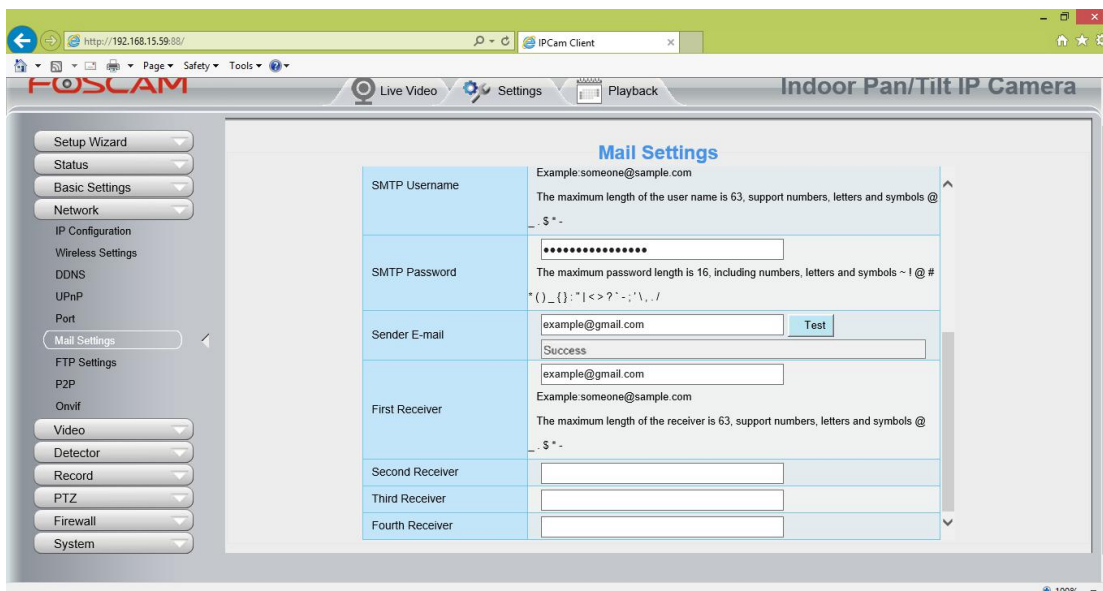 http://192.168.15.59:88/
IPCam Client
Page Safety Tools
FOSCAM
Live Video
Settings
Playback
Indoor Pan/Tilt IP Camera
Setup Wizard
Status
Basic Settings
Network
IP Configuration
Wireless Settings
DDNS
UPnP
Port
Mail Settings
FTP Settings
P2P
Onvif
Video
Detector
Record
PTZ
Firewall
System
Mail Settings
SMTP Username
Example:someone@sample.com
The maximum length of the user name is 63, support numbers, letters and symbols @
_ . $ * -
SMTP Password
••••••••••••••••
The maximum password length is 16, including numbers, letters and symbols ~ ! @ #
* ( ) _ { } : " | < > ? ` - ; ' \ , . /
Sender E-mail
example@gmail.com
Test
Success
First Receiver
example@gmail.com
Example:someone@sample.com
The maximum length of the receiver is 63, support numbers, letters and symbols @
_ . $ * -
Second Receiver
Third Receiver
Fourth Receiver
100%